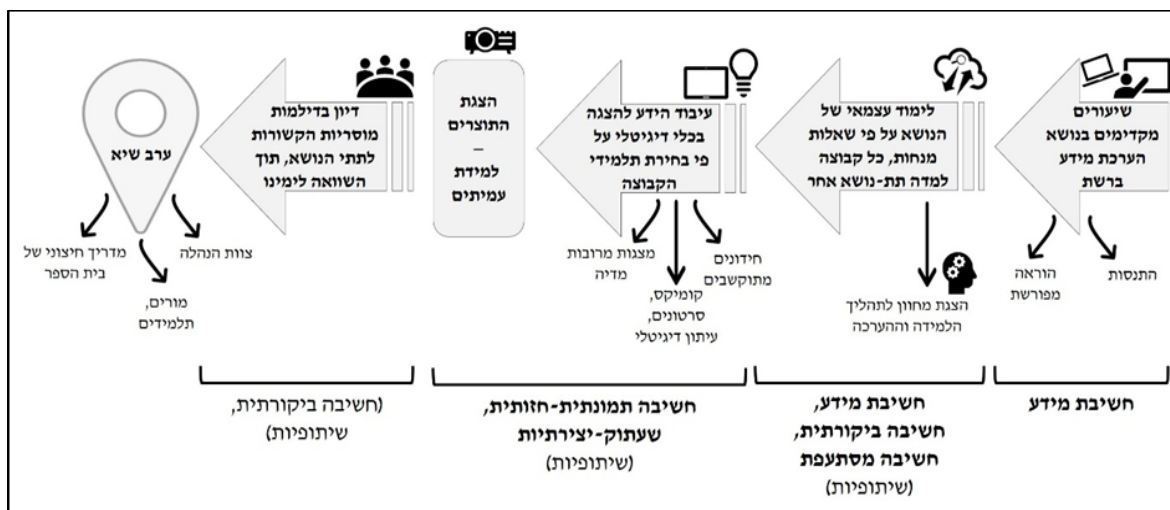 שיעורים
מקדימים בנושא
הערכת מידע
ברשת
התנסות
הוראה
מפורשת
חשיבת מידע
לימוד עצמאי של
הנושא על פי שאלות
מנחות, כל קבוצה
למדה תת-נושא אחר
הצגת מחוון לתהליך
הלמידה וההערכה
חשיבת מידע,
חשיבה ביקורתית,
חשיבה מסתעפת
(שיתופיות)
עיבוד הידע להצגה
בכלי דיגיטלי על
פי בחירת תלמידי
הקבוצה
חידונים
מתוקשבים
קומיקס,
סרטונים,
עיתון דיגיטלי
מצגות מרובות
מדיה
הצגת
התוצרים
–
למידת
עמיתים
חשיבה תמונתית-חזותית,
שעתוק-יצירתיות
(שיתופיות)
דיון בדילמות
מוסריות הקשורות
לתתי הנושא, תוך
השוואה לימינו
(חשיבה ביקורתית,
שיתופיות)
ערב שיא
צוות הנהלה
מורים,
תלמידים
מדריך חיצוני של
בית הספר